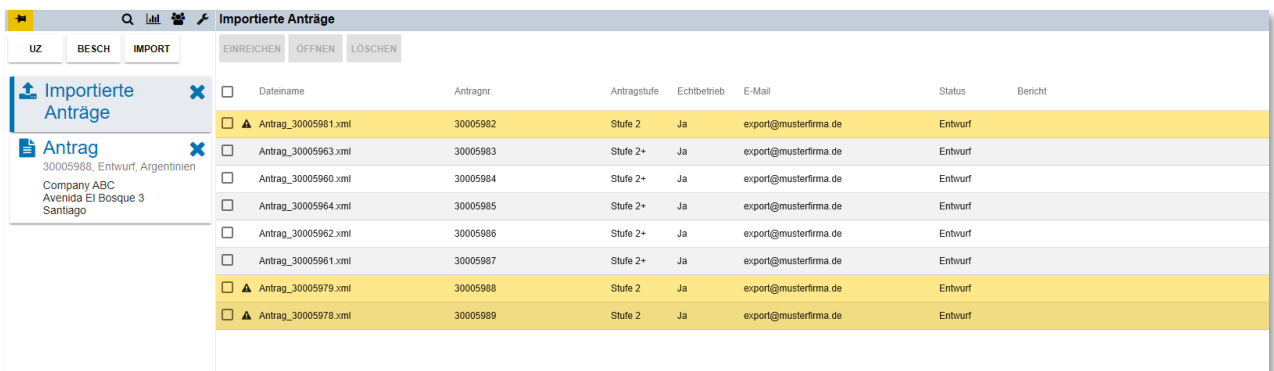 Importierte Anträge
UZ BESCH IMPORT
EINREICHEN ÖFFNEN LÖSCHEN
Importierte
Anträge
Antrag
30005988, Entwurf, Argentinien
Company ABC
Avenida El Bosque 3
Santiago
Dateiname Antragnr. Antragstufe Echtbetrieb E-Mail Status Bericht
Antrag_30005981.xml 30005982 Stufe 2 Ja export@musterfirma.de Entwurf
Antrag_30005963.xml 30005983 Stufe 2+ Ja export@musterfirma.de Entwurf
Antrag_30005960.xml 30005984 Stufe 2+ Ja export@musterfirma.de Entwurf
Antrag_30005964.xml 30005985 Stufe 2+ Ja export@musterfirma.de Entwurf
Antrag_30005962.xml 30005986 Stufe 2+ Ja export@musterfirma.de Entwurf
Antrag_30005961.xml 30005987 Stufe 2+ Ja export@musterfirma.de Entwurf
Antrag_30005979.xml 30005988 Stufe 2 Ja export@musterfirma.de Entwurf
Antrag_30005978.xml 30005989 Stufe 2 Ja export@musterfirma.de Entwurf